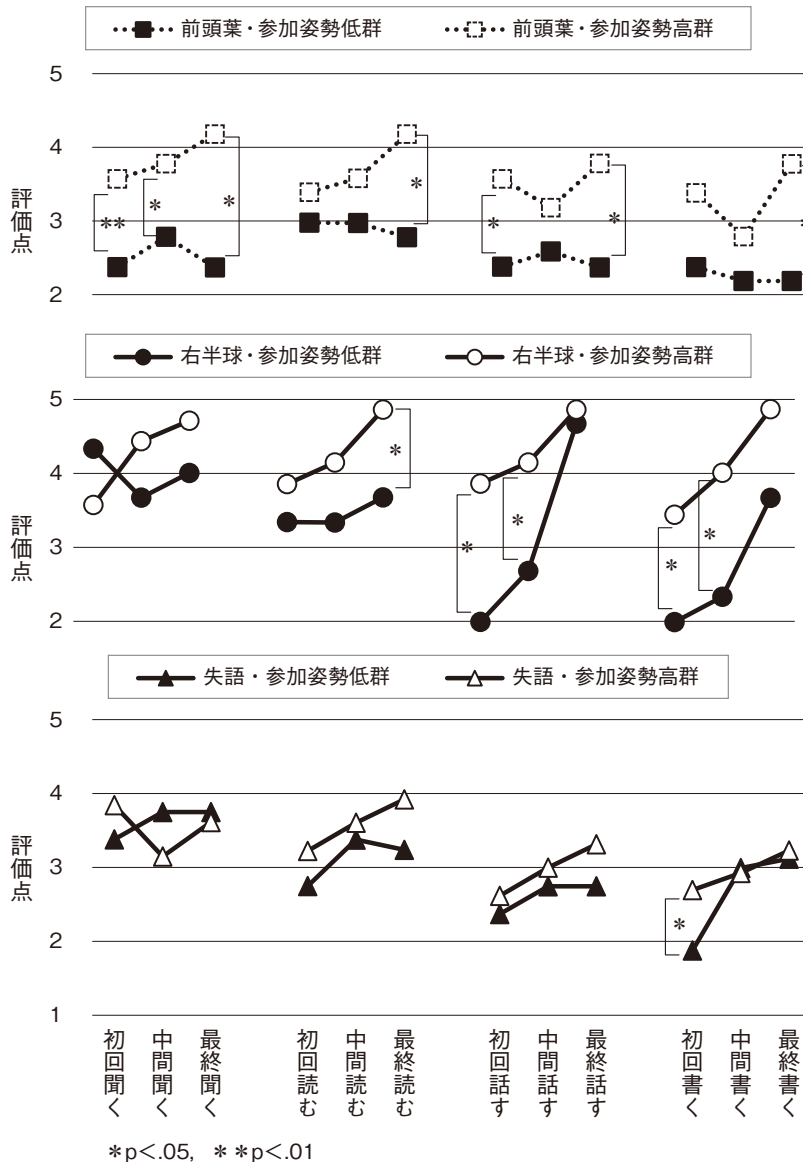 前頭葉・参加姿勢低群 前頭葉・参加姿勢高群
5
4
3
2
評価点
** * * * * *
右半球・参加姿勢低群 右半球・参加姿勢高群
5
4
3
2
評価点
* * * * *
失語・参加姿勢低群 失語・参加姿勢高群
5
4
3
2
1
評価点
*
初回聞く 中間聞く 最終聞く 初回読む 中間読む 最終読む 初回話す 中間話す 最終話す 初回書く 中間書く 最終書く
*p<.05, **p<.01